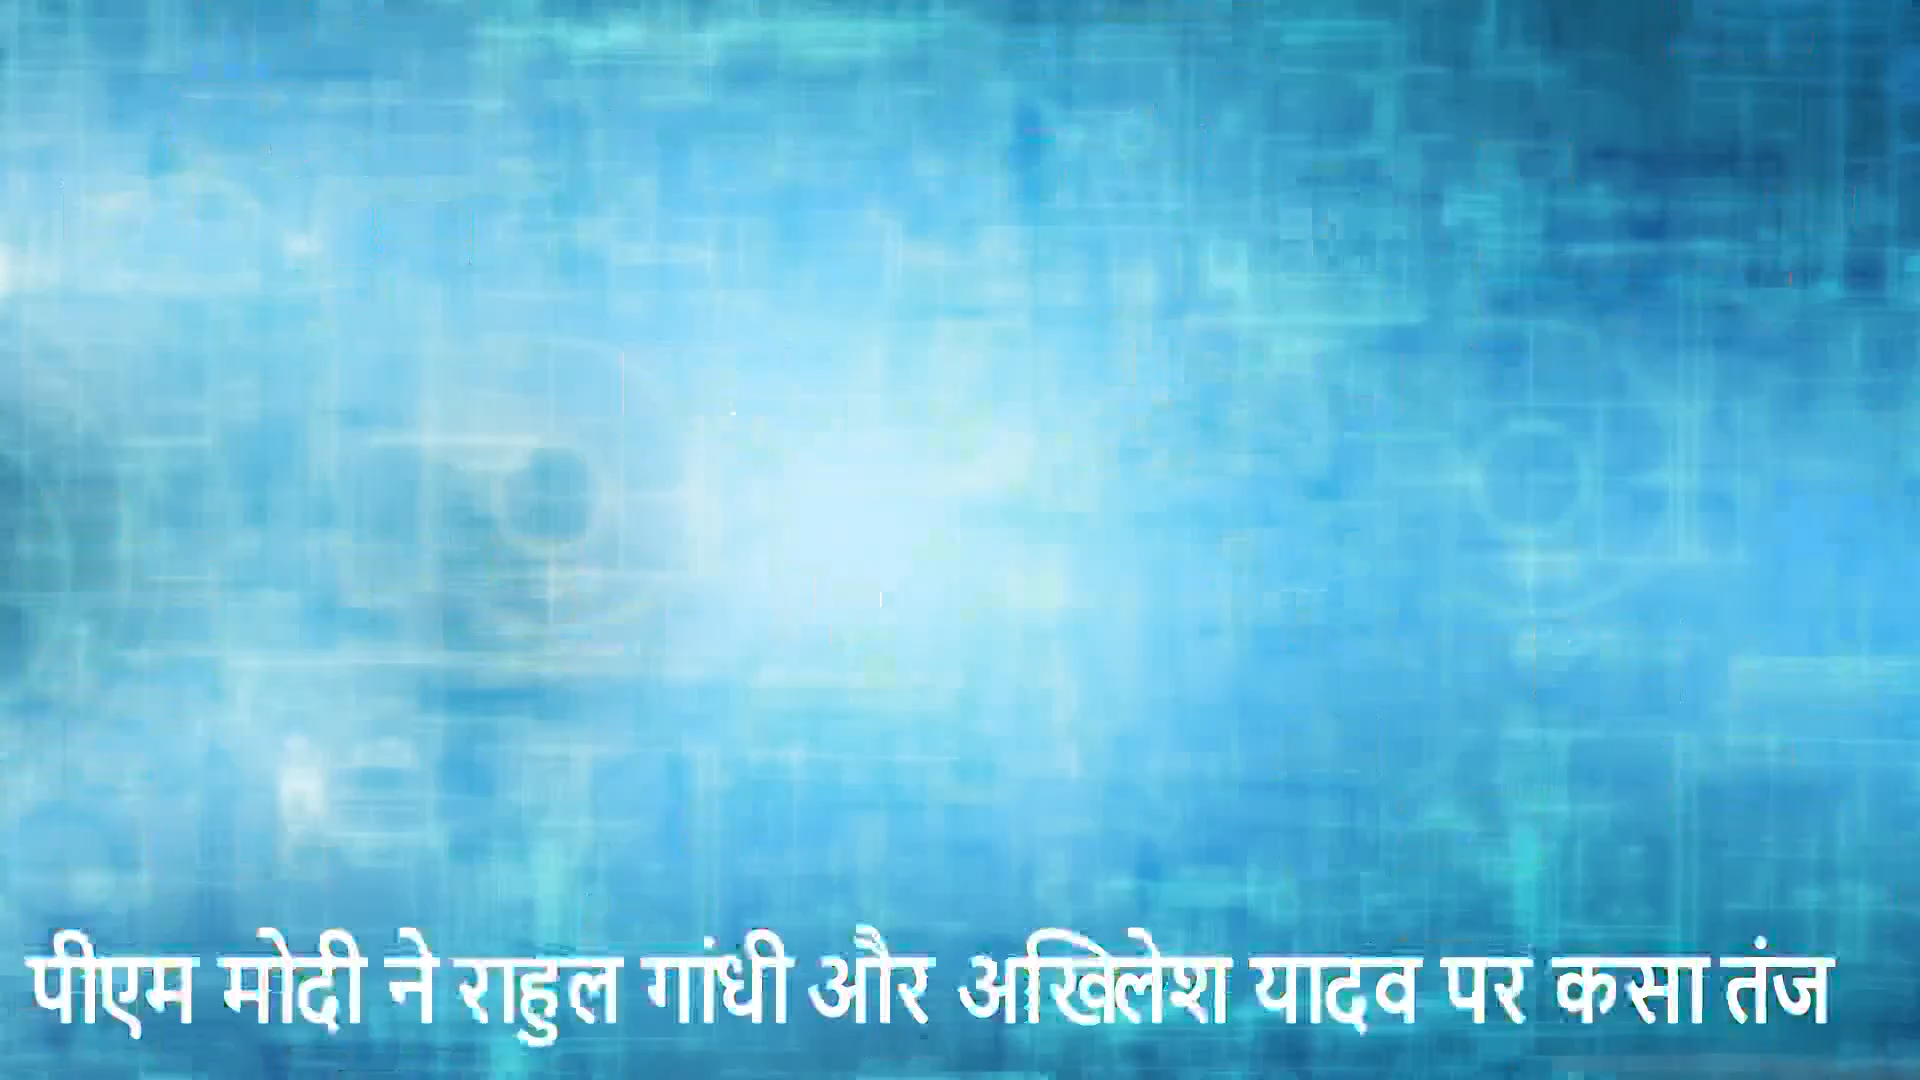 पीएम मोदी ने राहुल गांधी और अखिलेश यादव पर कसा तंज